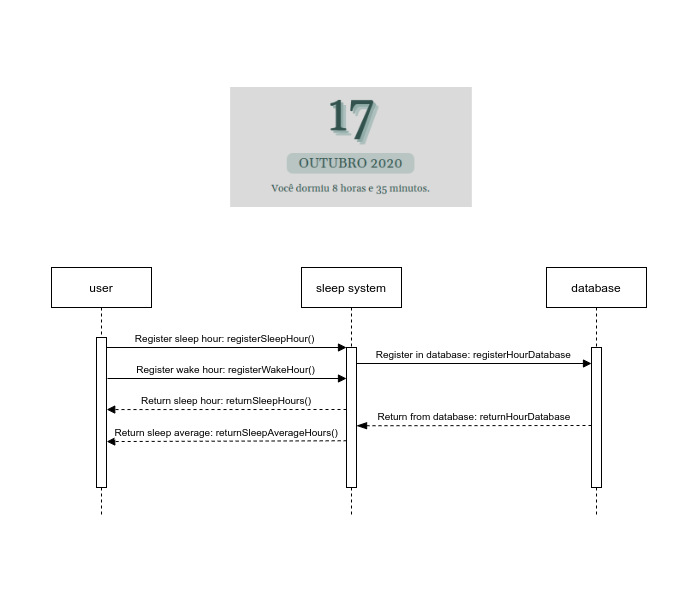 17
OUTUBRO 2020
Você dormiu 8 horas e 35 minutos.
user
sleep system
database
Register sleep hour: registerSleepHour()
Register in database: registerHourDatabase
Register wake hour: registerWakeHour()
Return sleep hour: returnSleepHours()
Return from database: returnHourDatabase
Return sleep average: returnSleepAverageHours()